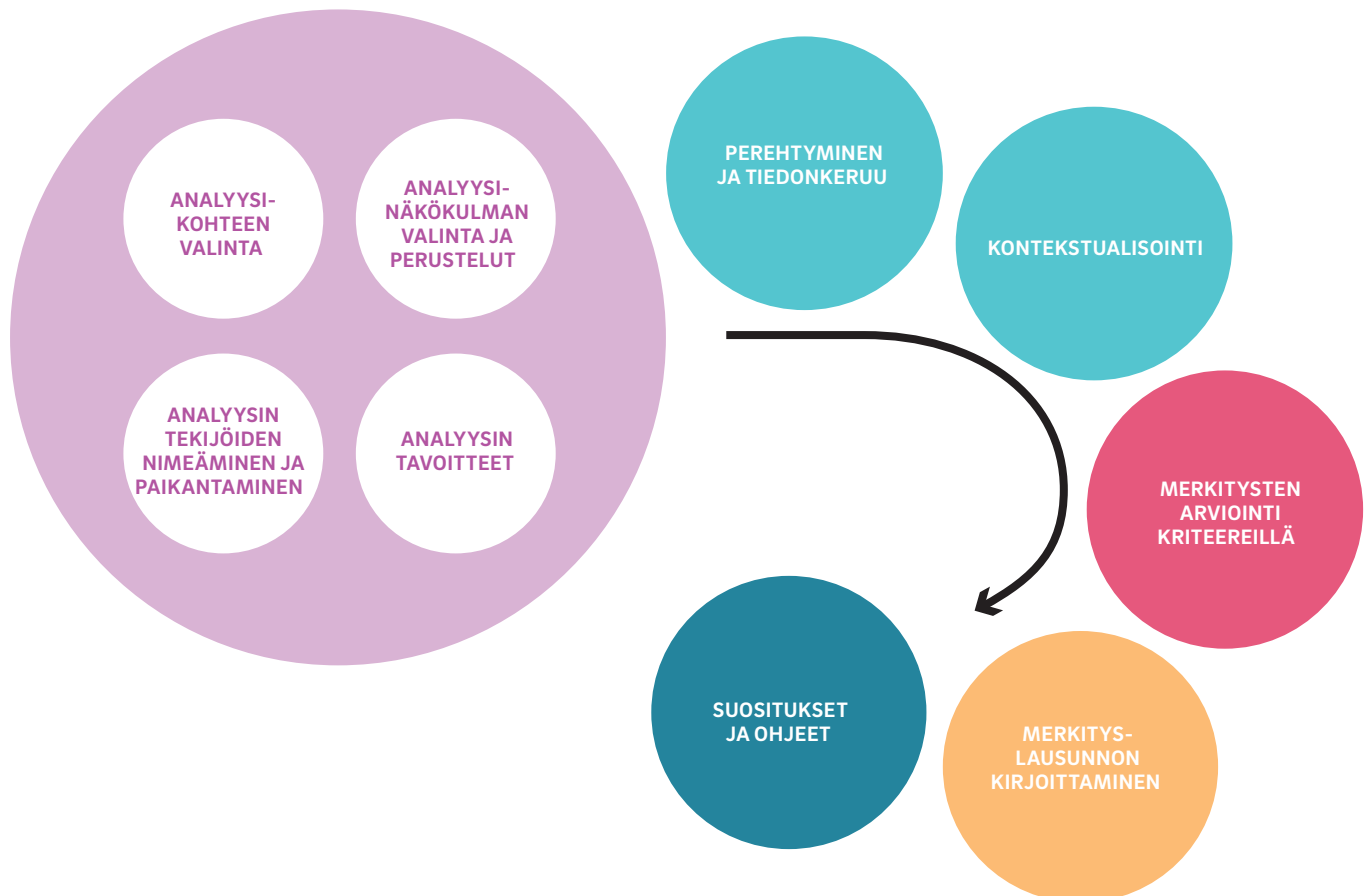 ANALYYSI-
KOHTEEN
VALINTA
ANALYYSI-
NÄKÖKULMAN
VALINTA JA
PERUSTELUT
ANALYYSIN
TEKIJÖIDEN
NIMEÄMINEN JA
PAIKANTAMINEN
ANALYYSIN
TAVOITTEET
PEREHTYMINEN
JA TIEDONKERUU
KONTEKSTUALISOINTI
MERKITYSTEN
ARVIOINTI
KRITEEREILLÄ
MERKITYS-
LAUSUNNON
KIRJOITTAMINEN
SUOSITUKSET
JA OHJEET